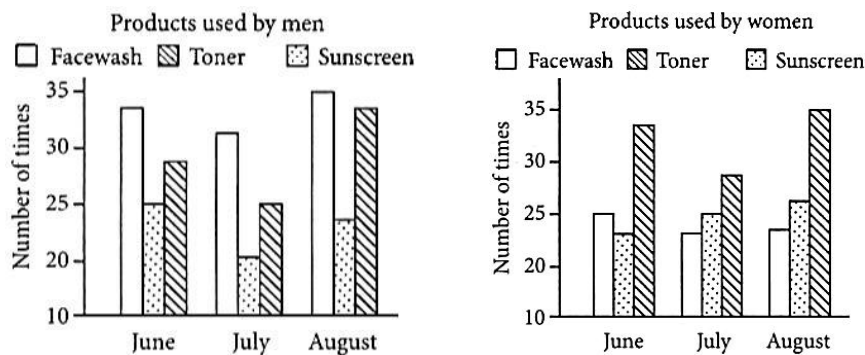 Products used by men
Facewash Toner Sunscreen
Number of times
35
30
25
20
10
June July August
Products used by women
Facewash Toner Sunscreen
Number of times
35
30
25
20
10
June July August